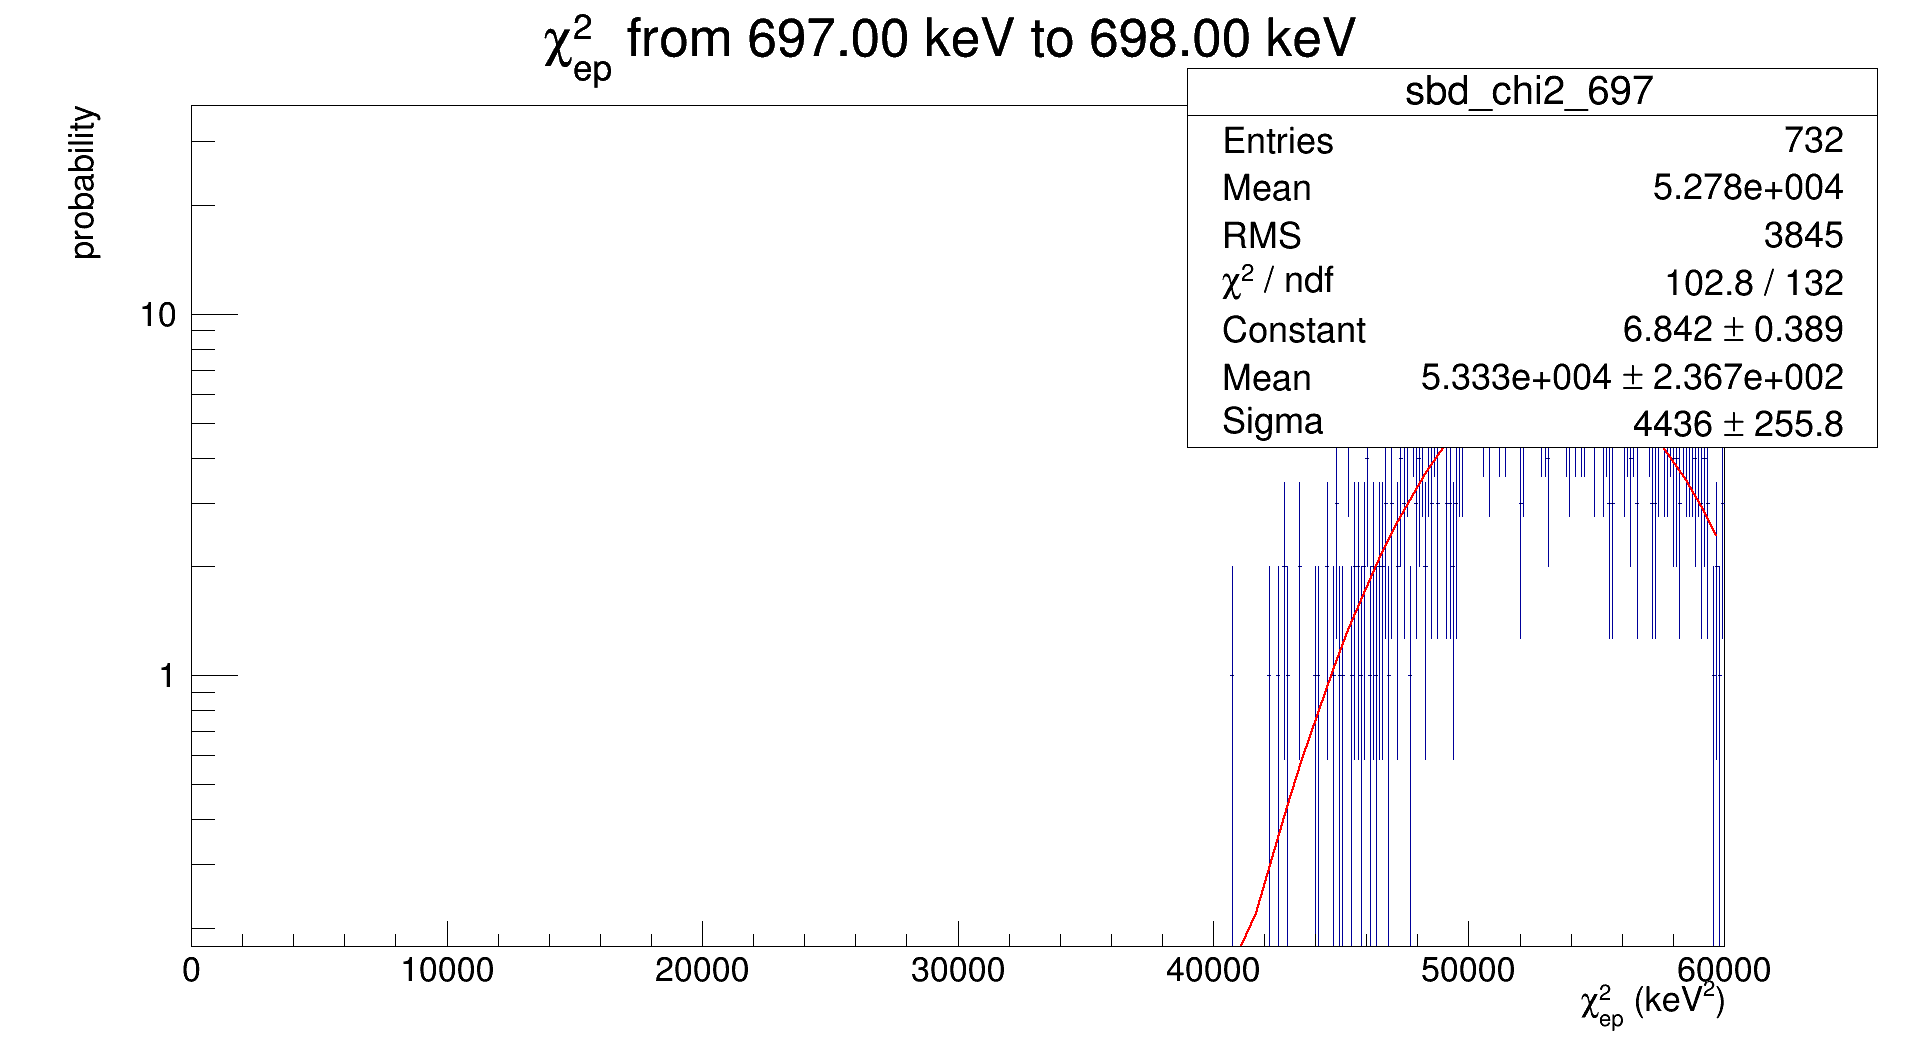 χ²ep from 697.00 keV to 698.00 keV
probability
sbd_chi2_697
Entries 732
Mean 5.278e+004
RMS 3845
χ² / ndf 102.8 / 132
Constant 6.842 ± 0.389
Mean 5.333e+004 ± 2.367e+002
Sigma 4436 ± 255.8
10
1
0 10000 20000 30000 40000 50000 60000
χ²ep (keV²)